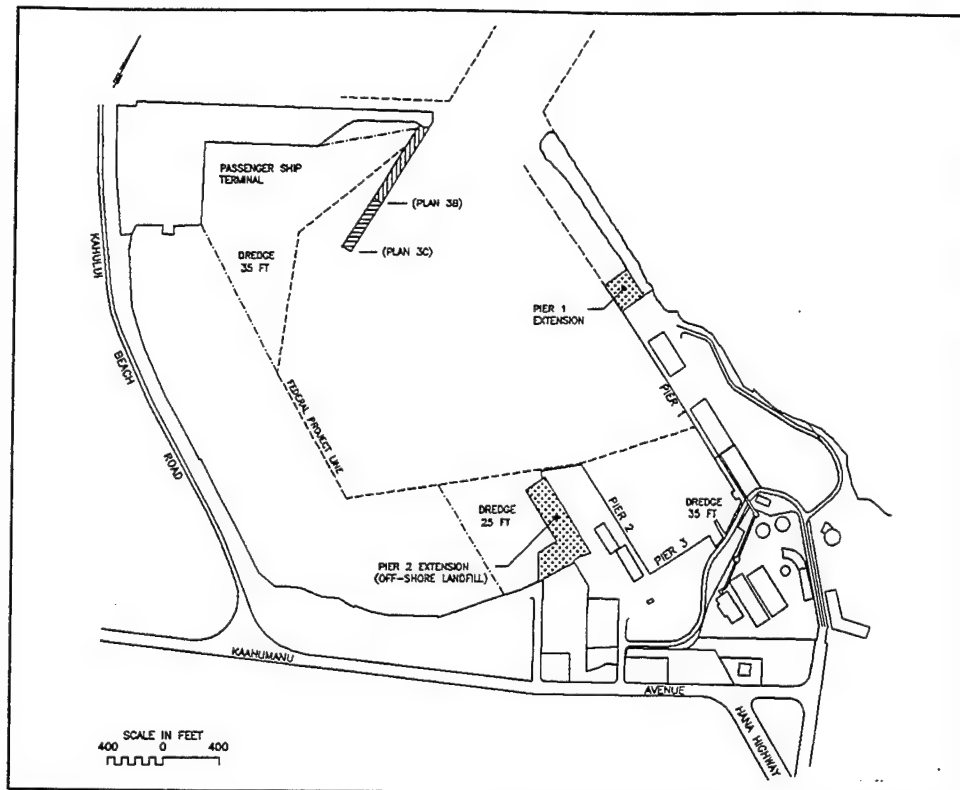 PASSENGER SHIP
TERMINAL
(PLAN 3B)
(PLAN 3C)
DREDGE
35 FT
KAHULUI
BEACH
ROAD
PIER 1
EXTENSION
PIER
FEDERAL PROJECT LINE
DREDGE
25 FT
PIER 2
DREDGE
35 FT
PIER 3
PIER 2 EXTENSION
(OFF-SHORE LANDFILL)
KAAHUMANU
AVENUE
HANA HIGHWAY
SCALE IN FEET
400 0 400